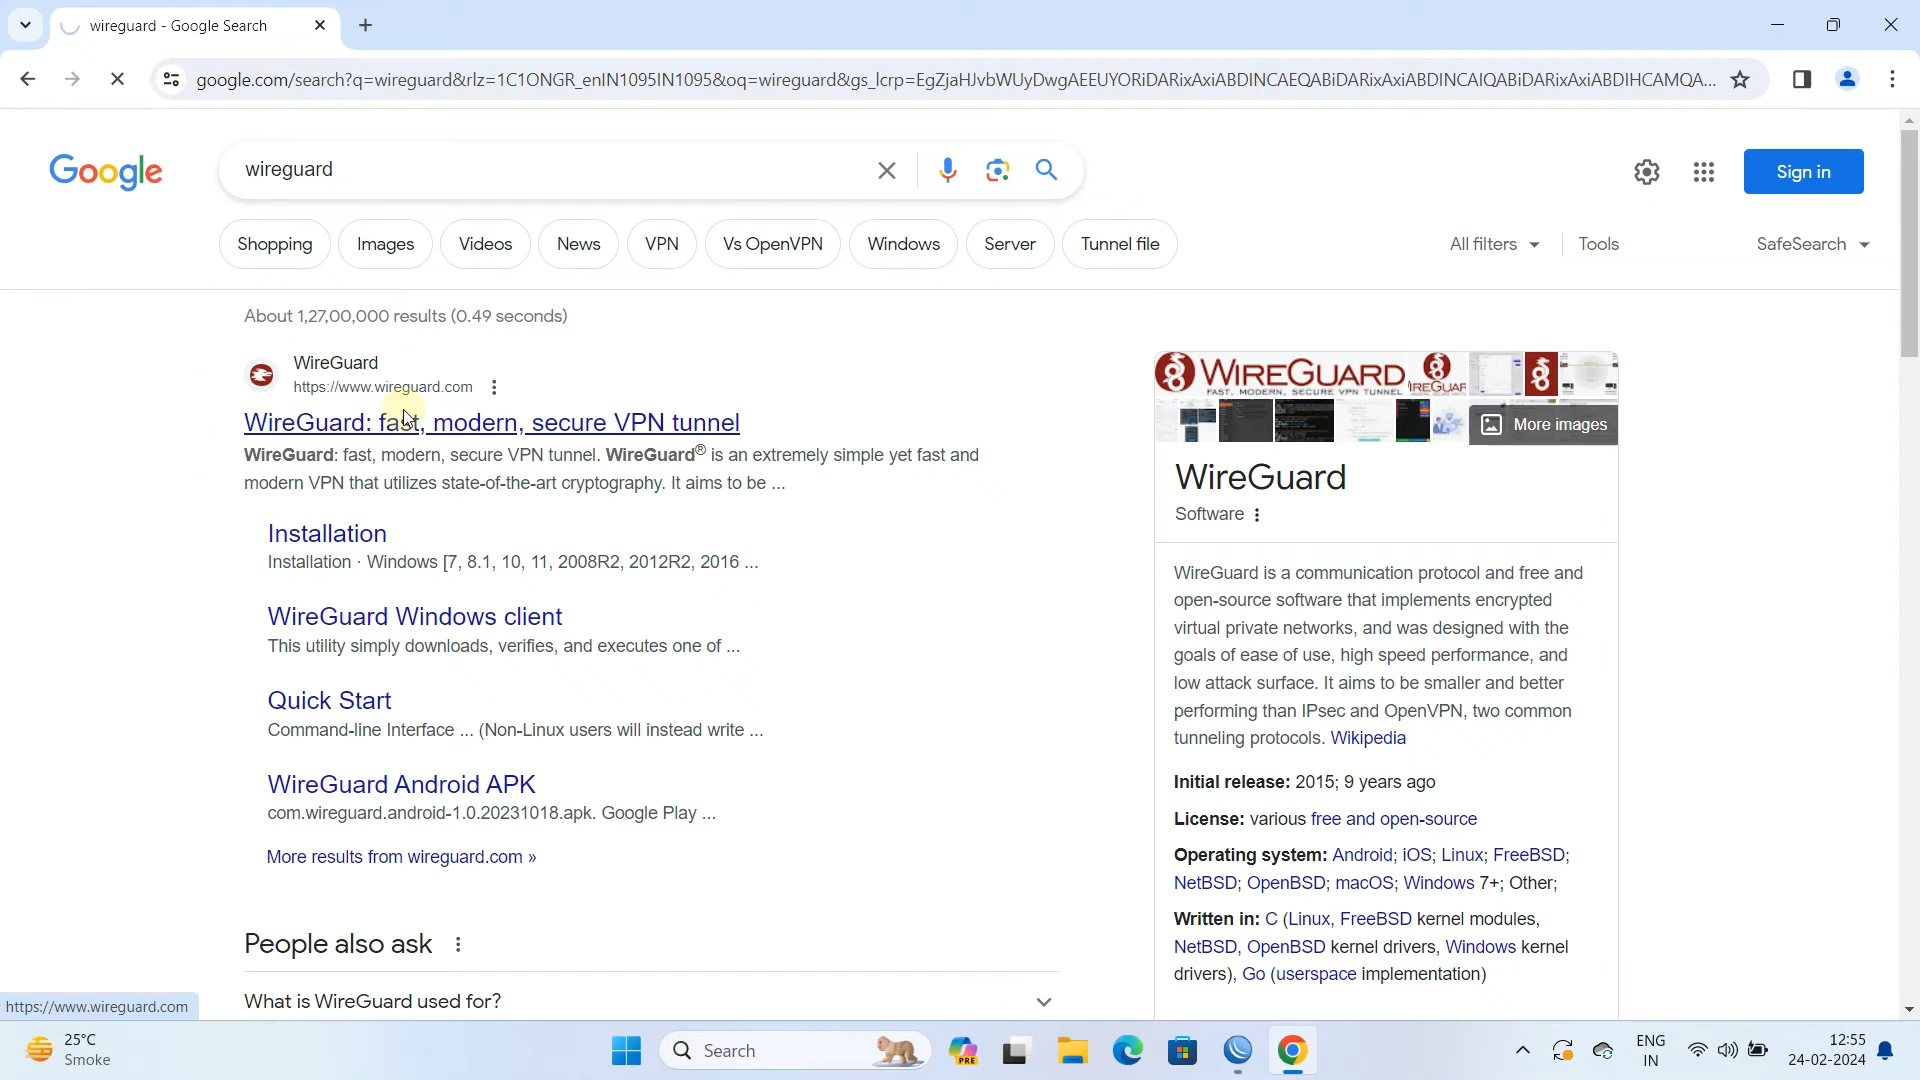 wireguard - Google Search
google.com/search?q=wireguard&rlz=1C1ONGR_enIN1095IN1095&oq=wireguard&gs_lcrp=EgZjaHJvbWUyDwgAEEUYORiDARixAxiABDINCAEQABiDARixAxiABDINCAIQABiDARixAxiABDIHCAMQA...
Google
wireguard
Sign in
Shopping
Images
Videos
News
VPN
Vs OpenVPN
Windows
Server
Tunnel file
All filters
Tools
SafeSearch
About 1,27,00,000 results (0.49 seconds)
WireGuard
https://www.wireguard.com
WireGuard: fast, modern, secure VPN tunnel
WireGuard: fast, modern, secure VPN tunnel. WireGuard® is an extremely simple yet fast and
modern VPN that utilizes state-of-the-art cryptography. It aims to be ...
Installation
Installation · Windows [7, 8.1, 10, 11, 2008R2, 2012R2, 2016 ...
WireGuard Windows client
This utility simply downloads, verifies, and executes one of ...
Quick Start
Command-line Interface ... (Non-Linux users will instead write ...
WireGuard Android APK
com.wireguard.android-1.0.20231018.apk. Google Play ...
More results from wireguard.com »
People also ask
What is WireGuard used for?
WIREGUARD
FAST, MODERN, SECURE VPN TUNNEL
IREGUAR
More images
WireGuard
Software
WireGuard is a communication protocol and free and
open-source software that implements encrypted
virtual private networks, and was designed with the
goals of ease of use, high speed performance, and
low attack surface. It aims to be smaller and better
performing than IPsec and OpenVPN, two common
tunneling protocols. Wikipedia
Initial release: 2015; 9 years ago
License: various free and open-source
Operating system: Android; iOS; Linux; FreeBSD;
NetBSD; OpenBSD; macOS; Windows 7+; Other;
Written in: C (Linux, FreeBSD kernel modules,
NetBSD, OpenBSD kernel drivers, Windows kernel
drivers), Go (userspace implementation)
https://www.wireguard.com
25°C
Smoke
Search
PRE
ENG
IN
12:55
24-02-2024